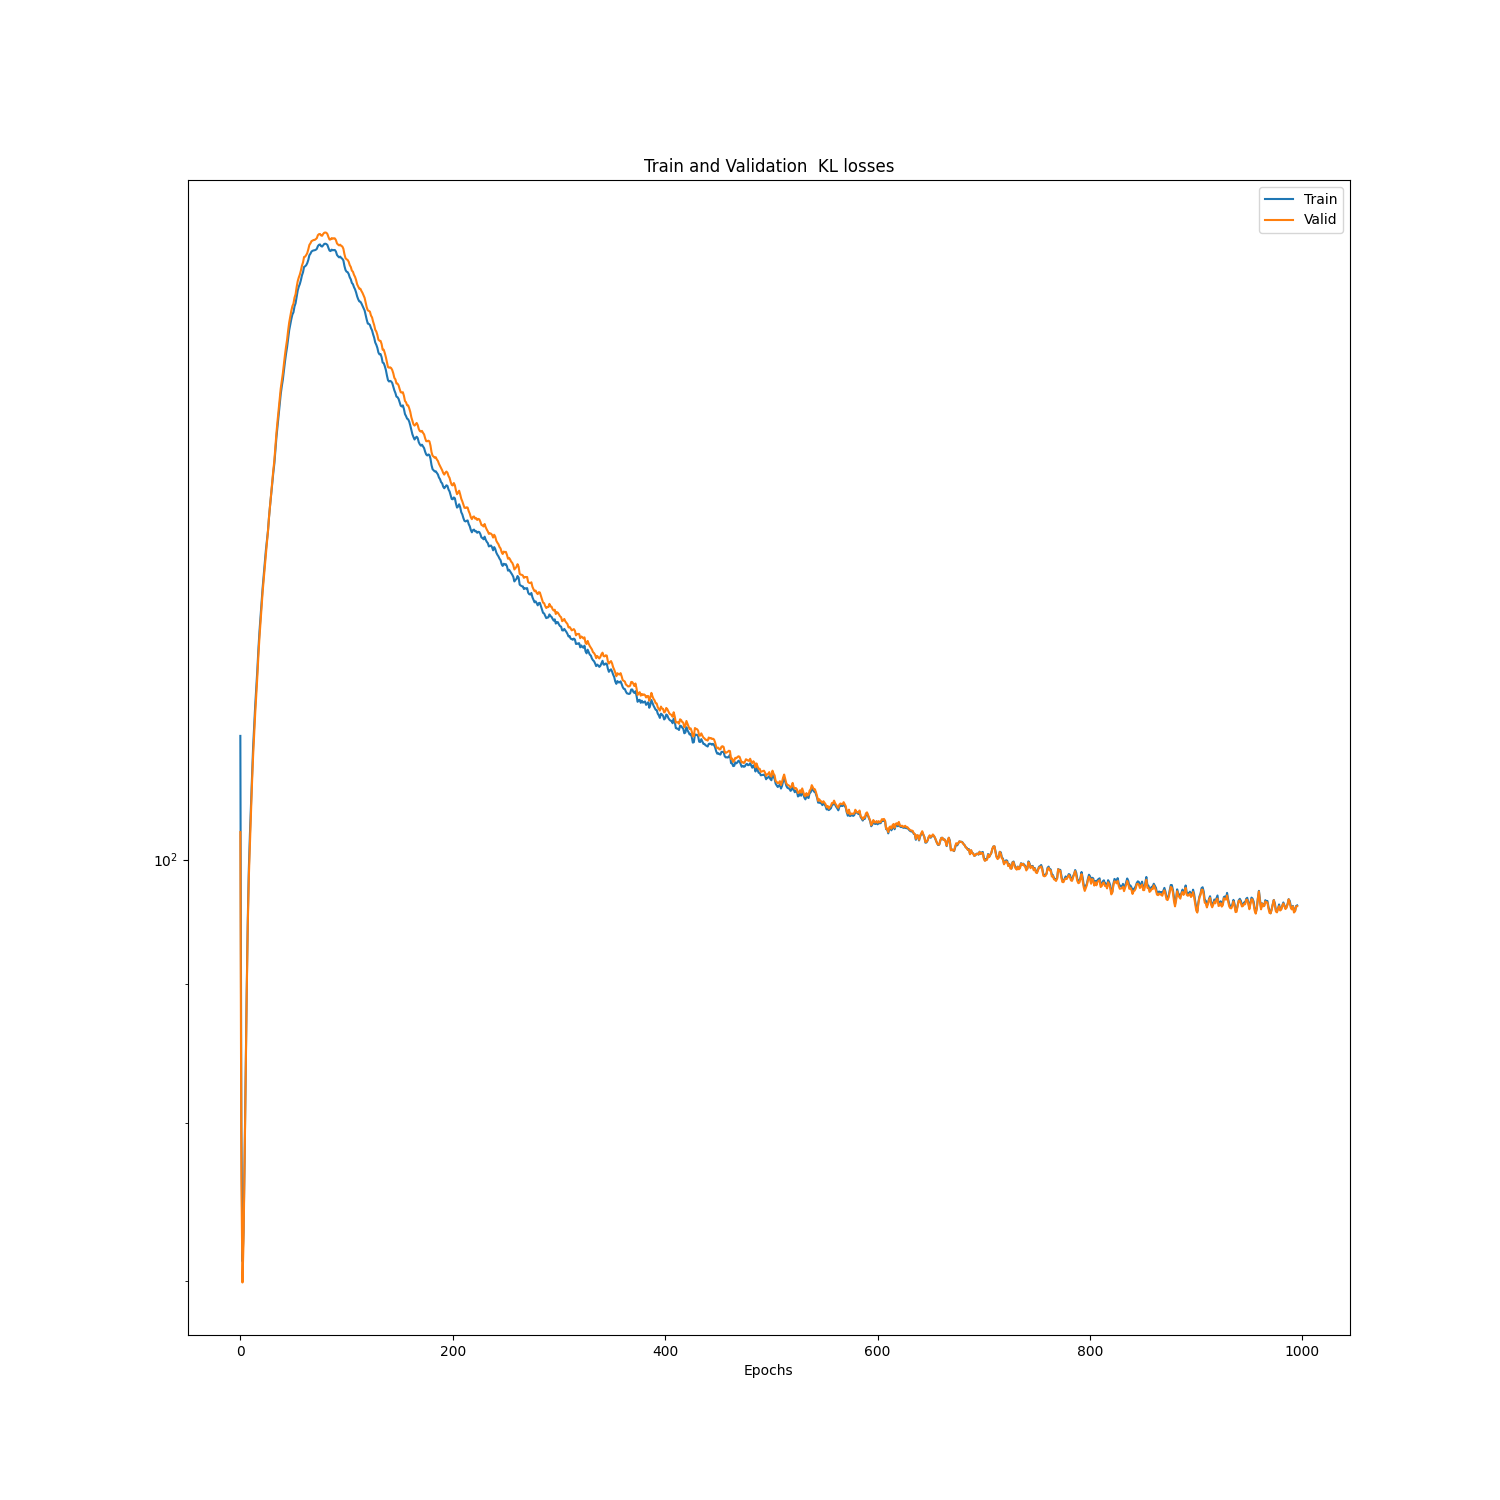 Train and Validation  KL losses
Train
Valid
10²
0 200 400 600 800 1000
Epochs